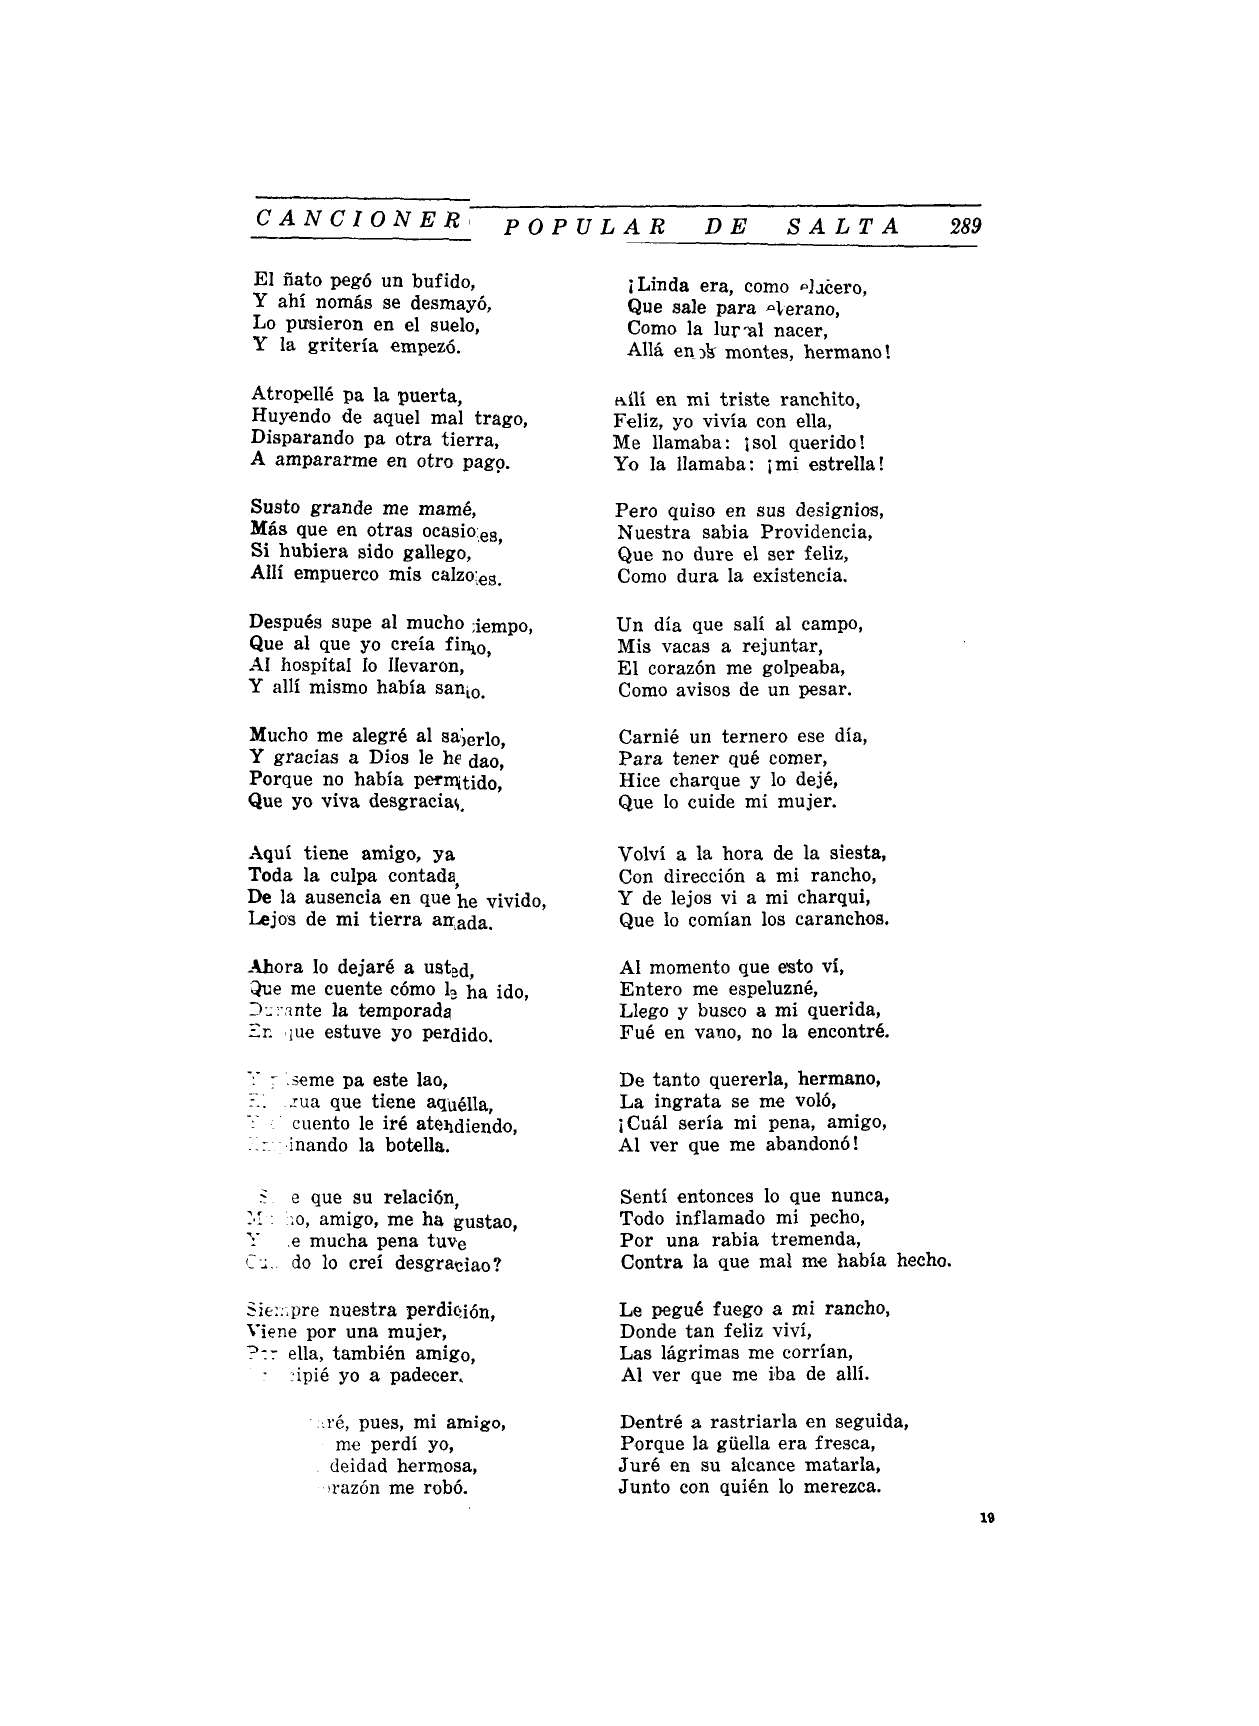 CANCIONER POPULAR DE SALTA 289
El ñato pegó un bufido,
Y ahí nomás se desmayó,
Lo pusieron en el suelo,
Y la gritería empezó.
Atropellé pa la puerta,
Huyendo de aquel mal trago,
Disparando pa otra tierra,
A ampararme en otro pago.
Susto grande me mamé,
Más que en otras ocasiones,
Si hubiera sido gallego,
Allí empuerco mis calzones.
Después supe al mucho tiempo,
Que al que yo creía finao,
Al hospital lo llevaron,
Y allí mismo había sanao.
Mucho me alegré al saberlo,
Y gracias a Dios le he dao,
Porque no había permitido,
Que yo viva
Aquí tiene amigo, ya
Toda la culpa contada,
De la ausencia en que he vivido,
Lejos de mi tierra amada.
Ahora lo dejaré a usted,
Que me cuente cómo le ha ido,
Durante la temporada
En que estuve yo perdido.
pa este lao,
que tiene aquélla,
cuento le iré atendiendo,
la botella.
que su relación,
amigo, me ha gustao,
Y mucha pena tuve
lo creí desgraciao?
Siempre nuestra perdición,
Viene por una mujer,
Por ella, también amigo,
yo a padecer.
pues, mi amigo,
me perdí yo,
deidad hermosa,
me robó.
¡Linda era, como
Que sale para
Como la al nacer,
Allá en montes, hermano!
Allí en mi triste ranchito,
Feliz, yo vivía con ella,
Me llamaba: ¡sol querido!
Yo la llamaba: ¡mi estrella!
Pero quiso en sus designios,
Nuestra sabia Providencia,
Que no dure el ser feliz,
Como dura la existencia.
Un día que salí al campo,
Mis vacas a rejuntar,
El corazón me golpeaba,
Como avisos de un pesar.
Carnié un ternero ese día,
Para tener qué comer,
Hice charque y lo dejé,
Que lo cuide mi mujer.
Volví a la hora de la siesta,
Con dirección a mi rancho,
Y de lejos vi a mi charqui,
Que lo comían los caranchos.
Al momento que esto ví,
Entero me espeluzné,
Llego y busco a mi querida,
Fué en vano, no la encontré.
De tanto quererla, hermano,
La ingrata se me voló,
¡Cuál sería mi pena, amigo,
Al ver que me abandonó!
Sentí entonces lo que nunca,
Todo inflamado mi pecho,
Por una rabia tremenda,
Contra la que mal me había hecho.
Le pegué fuego a mi rancho,
Donde tan feliz viví,
Las lágrimas me corrían,
Al ver que me iba de allí.
Dentré a rastriarla en seguida,
Porque la güella era fresca,
Juré en su alcance matarla,
Junto con quién lo merezca.
19